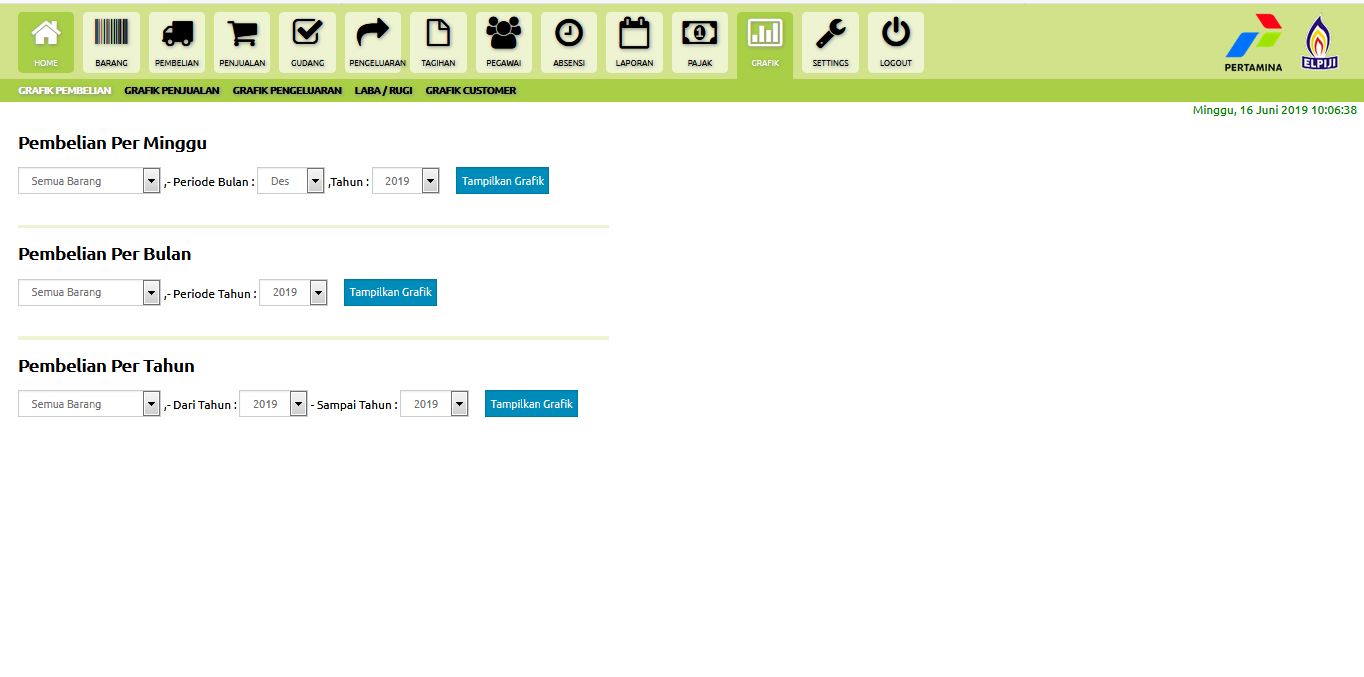 HOME BARANG PEMBELIAN PENJUALAN GUDANG PENGELUARAN TAGIHAN PEGAWAI ABSENSI LAPORAN PAJAK GRAFIK SETTINGS LOGOUT PERTAMINA ELPIJI
GRAFIK PEMBELIAN GRAFIK PENJUALAN GRAFIK PENGELUARAN LABA / RUGI GRAFIK CUSTOMER
Minggu, 16 Juni 2019 10:06:38
Pembelian Per Minggu
Semua Barang ,- Periode Bulan : Des ,Tahun : 2019 Tampilkan Grafik
Pembelian Per Bulan
Semua Barang ,- Periode Tahun : 2019 Tampilkan Grafik
Pembelian Per Tahun
Semua Barang ,- Dari Tahun : 2019 - Sampai Tahun : 2019 Tampilkan Grafik